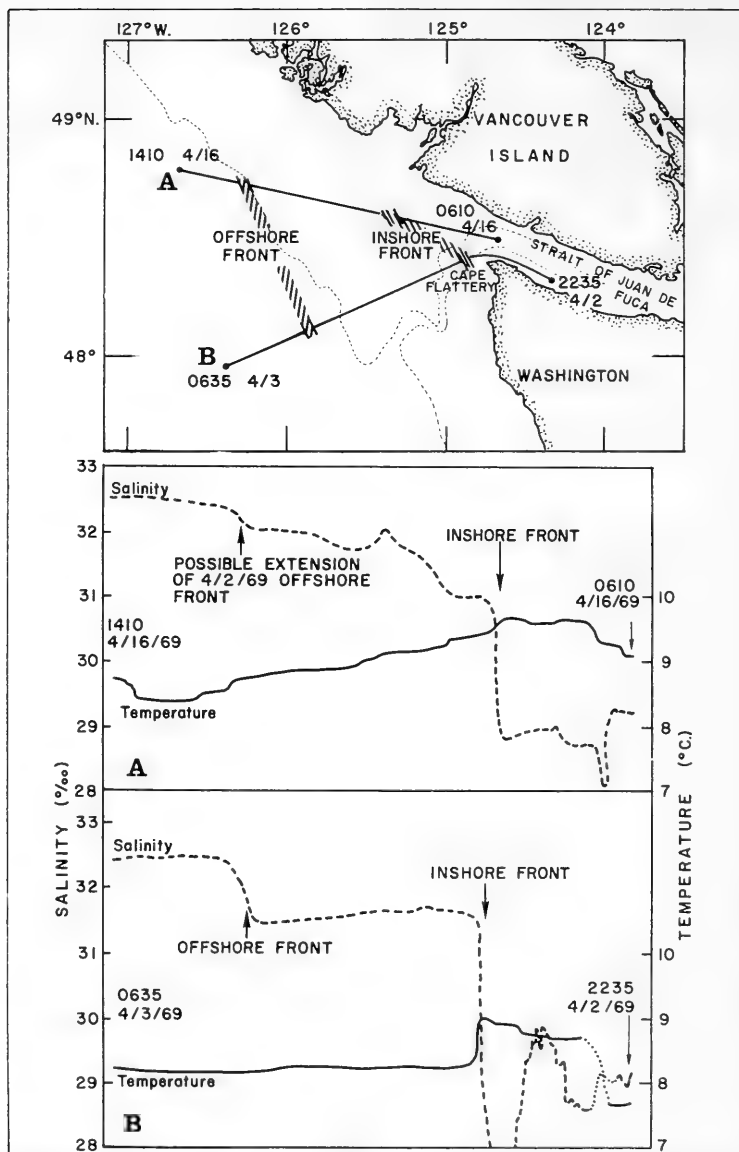 127° W. 126° 125° 124°
49° N.
VANCOUVER
ISLAND
1410 4/16
A
0610
4/16
OFFSHORE
FRONT
INSHORE
FRONT
STRAIT OF JUAN DE
FUCA
CAPE
FLATTERY
2235
4/2
48°
B
0635 4/3
WASHINGTON
33
Salinity
32
INSHORE FRONT
POSSIBLE EXTENSION
OF 4/2/69 OFFSHORE
FRONT
31
10
0610
4/16/69
1410
4/16/69
30
9
29
Temperature
8
A
28
7
SALINITY (‰)
TEMPERATURE (°C.)
33
Salinity
32
INSHORE FRONT
OFFSHORE FRONT
31
10
0635
4/3/69
2235
4/2/69
30
9
29
Temperature
8
B
28
7